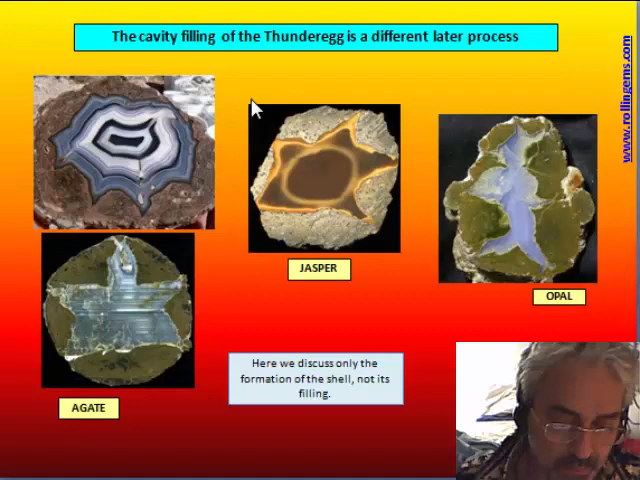 The cavity filling of the Thunderegg is a different later process
www.rollingems.com
JASPER
OPAL
Here we discuss only the
formation of the shell, not its
filling.
AGATE